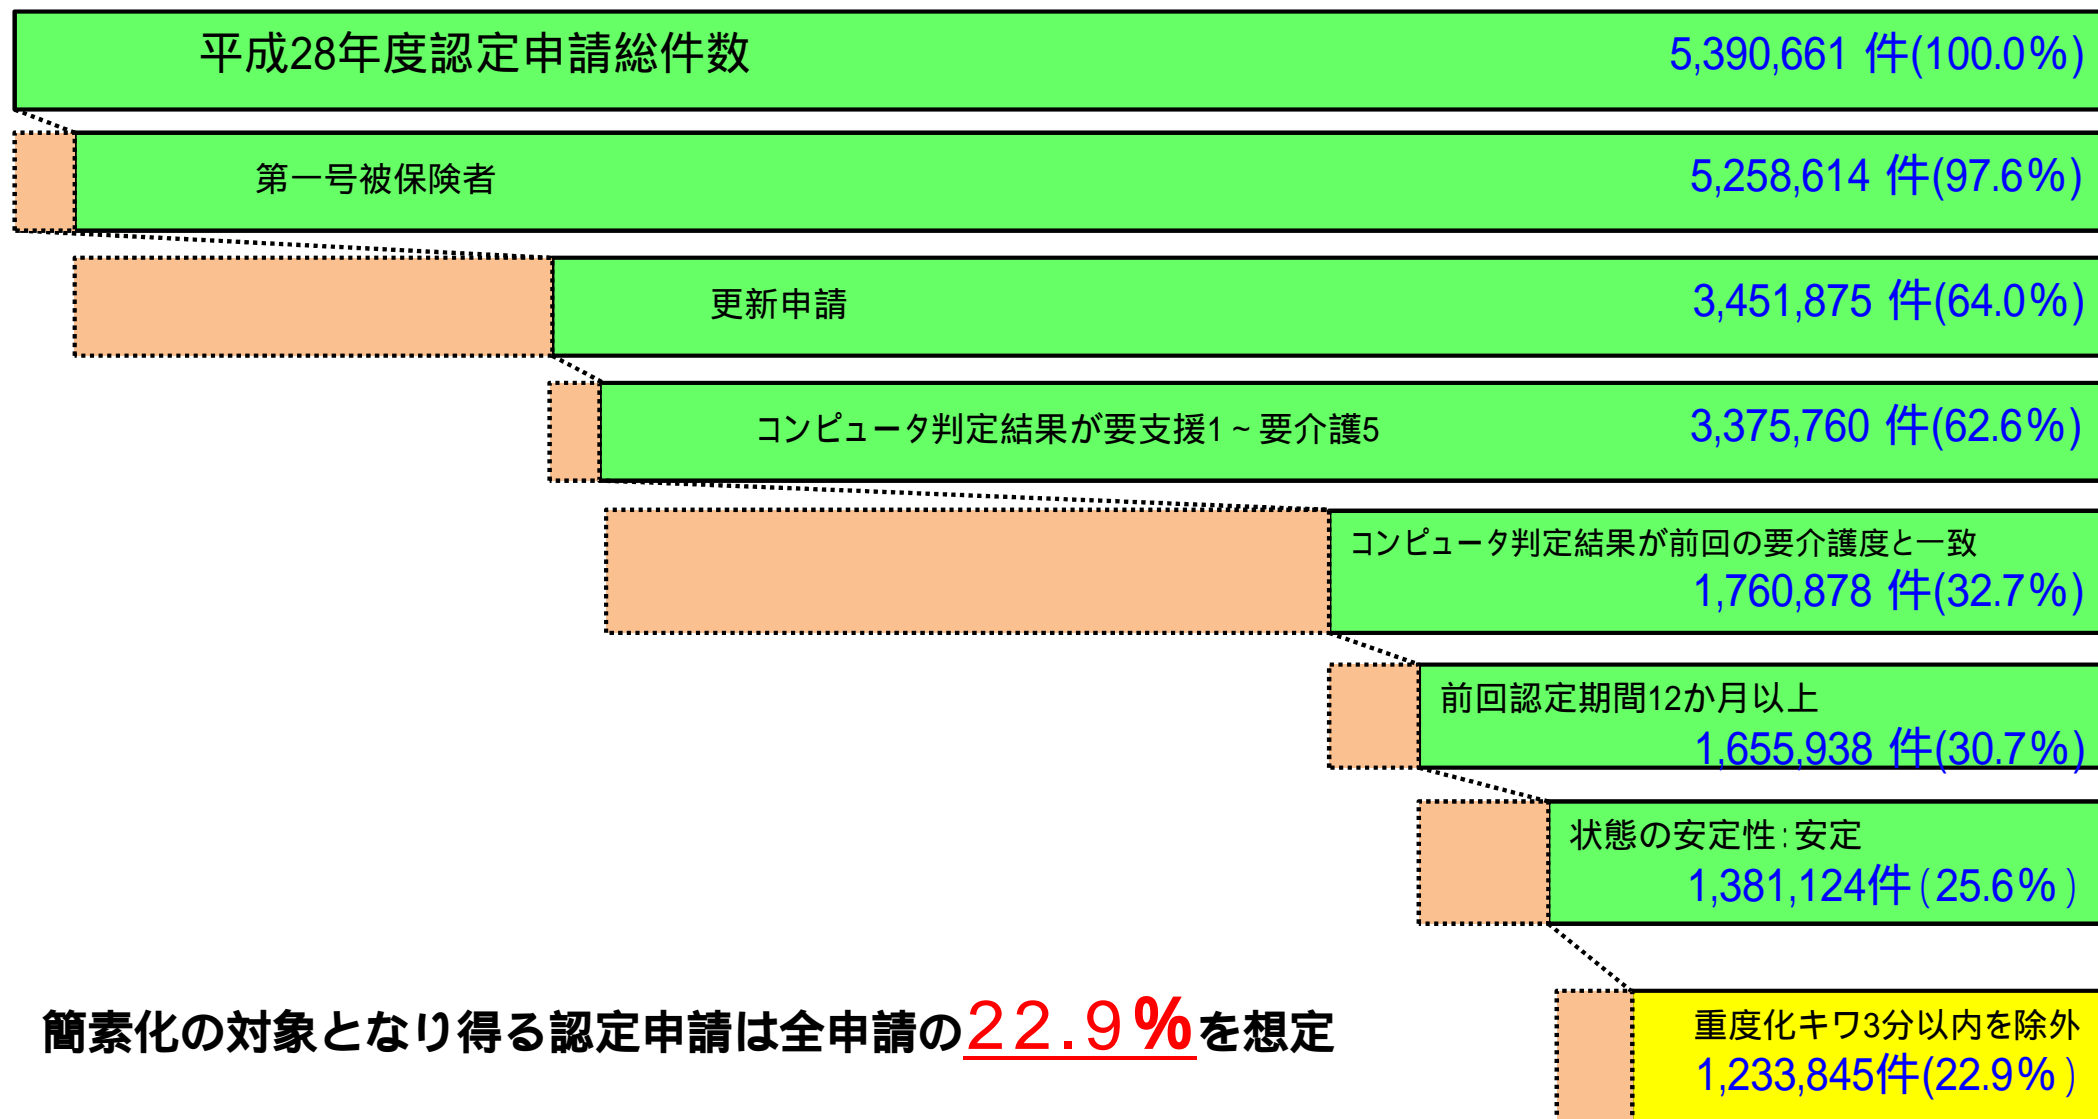 平成28年度認定申請総件数 5,390,661 件(100.0%)
第一号被保険者 5,258,614 件(97.6%)
更新申請 3,451,875 件(64.0%)
コンピュータ判定結果が要支援1~要介護5 3,375,760 件(62.6%)
コンピュータ判定結果が前回の要介護度と一致
1,760,878 件(32.7%)
前回認定期間12か月以上
1,655,938 件(30.7%)
状態の安定性:安定
1,381,124件(25.6%)
簡素化の対象となり得る認定申請は全申請の22.9%を想定
重度化キワ3分以内を除外
1,233,845件(22.9%)